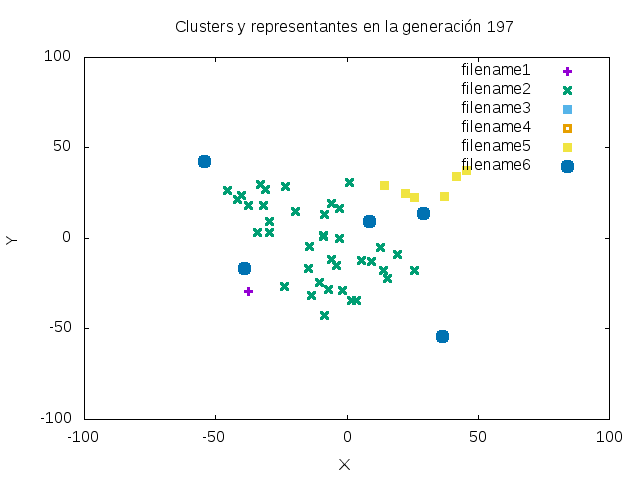 Clusters y representantes en la generación 197
100
50
0
-50
-100
-100
-50
0
50
100
Y
X
filename1
filename2
filename3
filename4
filename5
filename6